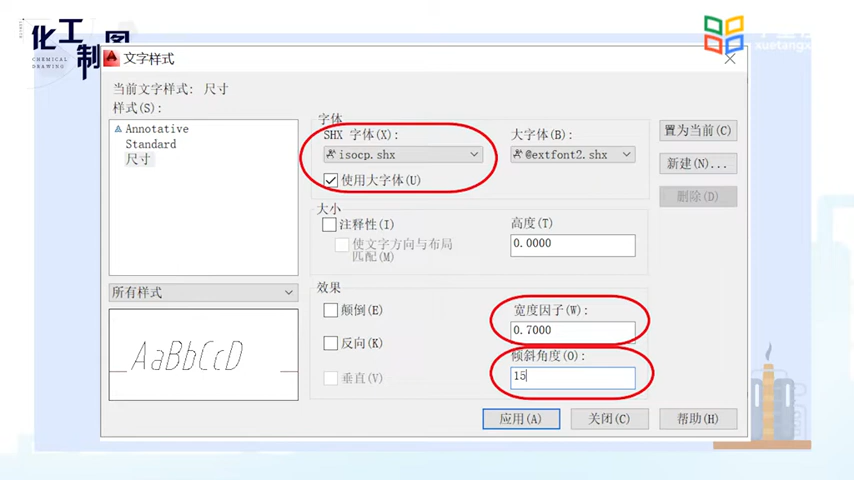 化工制图
CHEMICAL
DRAWING
文字样式
当前文字样式: 尺寸
样式(S):
Annotative
Standard
尺寸
所有样式
AaBbCcD
字体
SHX 字体(X):
isocp.shx
使用大字体(U)
大字体(B):
@extfont2.shx
大小
注释性(I)
使文字方向与布局
匹配(M)
高度(T)
0.0000
效果
颠倒(E)
反向(K)
垂直(V)
宽度因子(W):
0.7000
倾斜角度(O):
15
置为当前(C)
新建(N)...
删除(D)
应用(A)
关闭(C)
帮助(H)
xuetangx